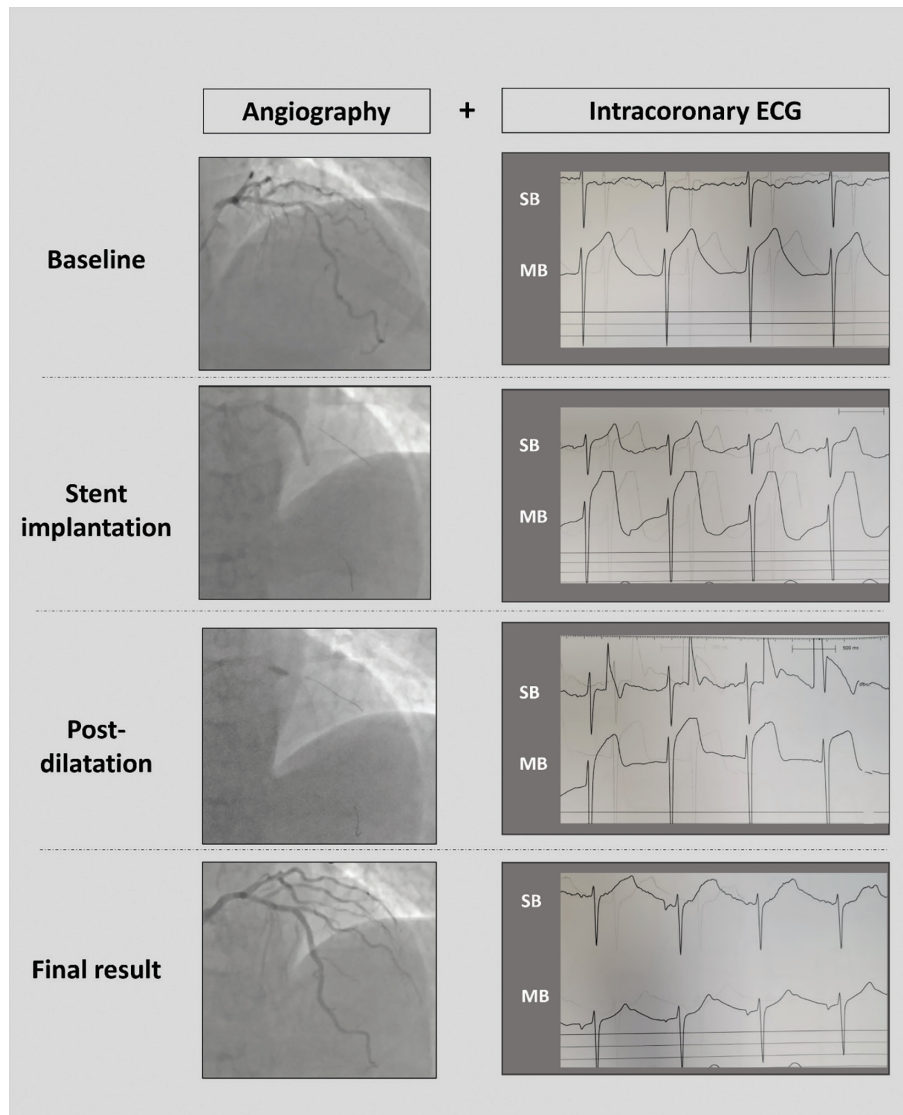 Angiography
+
Intracoronary ECG
Baseline
SB
MB
Stent
implantation
SB
MB
Post-
dilatation
SB
500 ms
MB
Final result
SB
MB